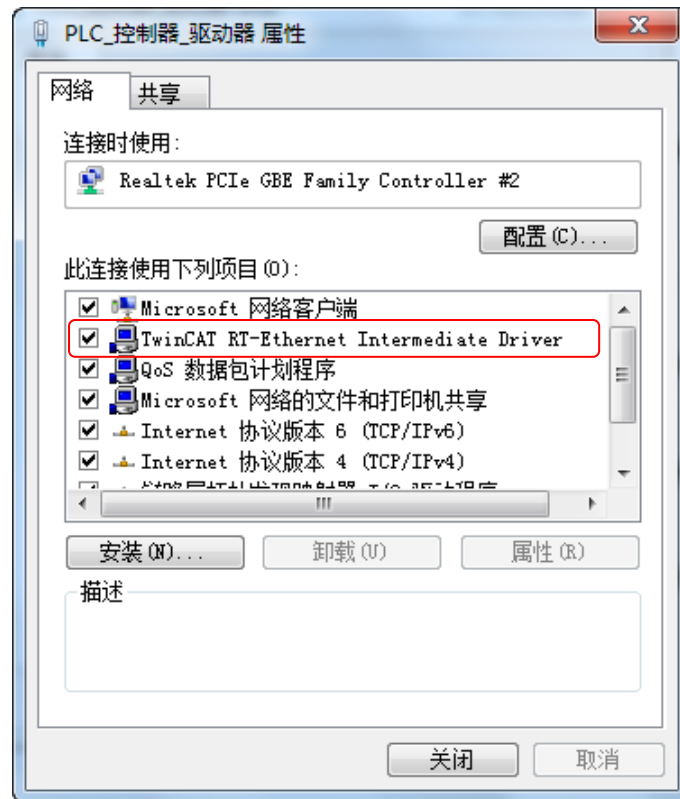 PLC_控制器_驱动器 属性
网络
共享
连接时使用:
Realtek PCIe GBE Family Controller #2
配置(C)...
此连接使用下列项目(O):
Microsoft 网络客户端
TwinCAT RT-Ethernet Intermediate Driver
QoS 数据包计划程序
Microsoft 网络的文件和打印机共享
Internet 协议版本 6 (TCP/IPv6)
Internet 协议版本 4 (TCP/IPv4)
安装(N)...
卸载(U)
属性(R)
描述
关闭
取消